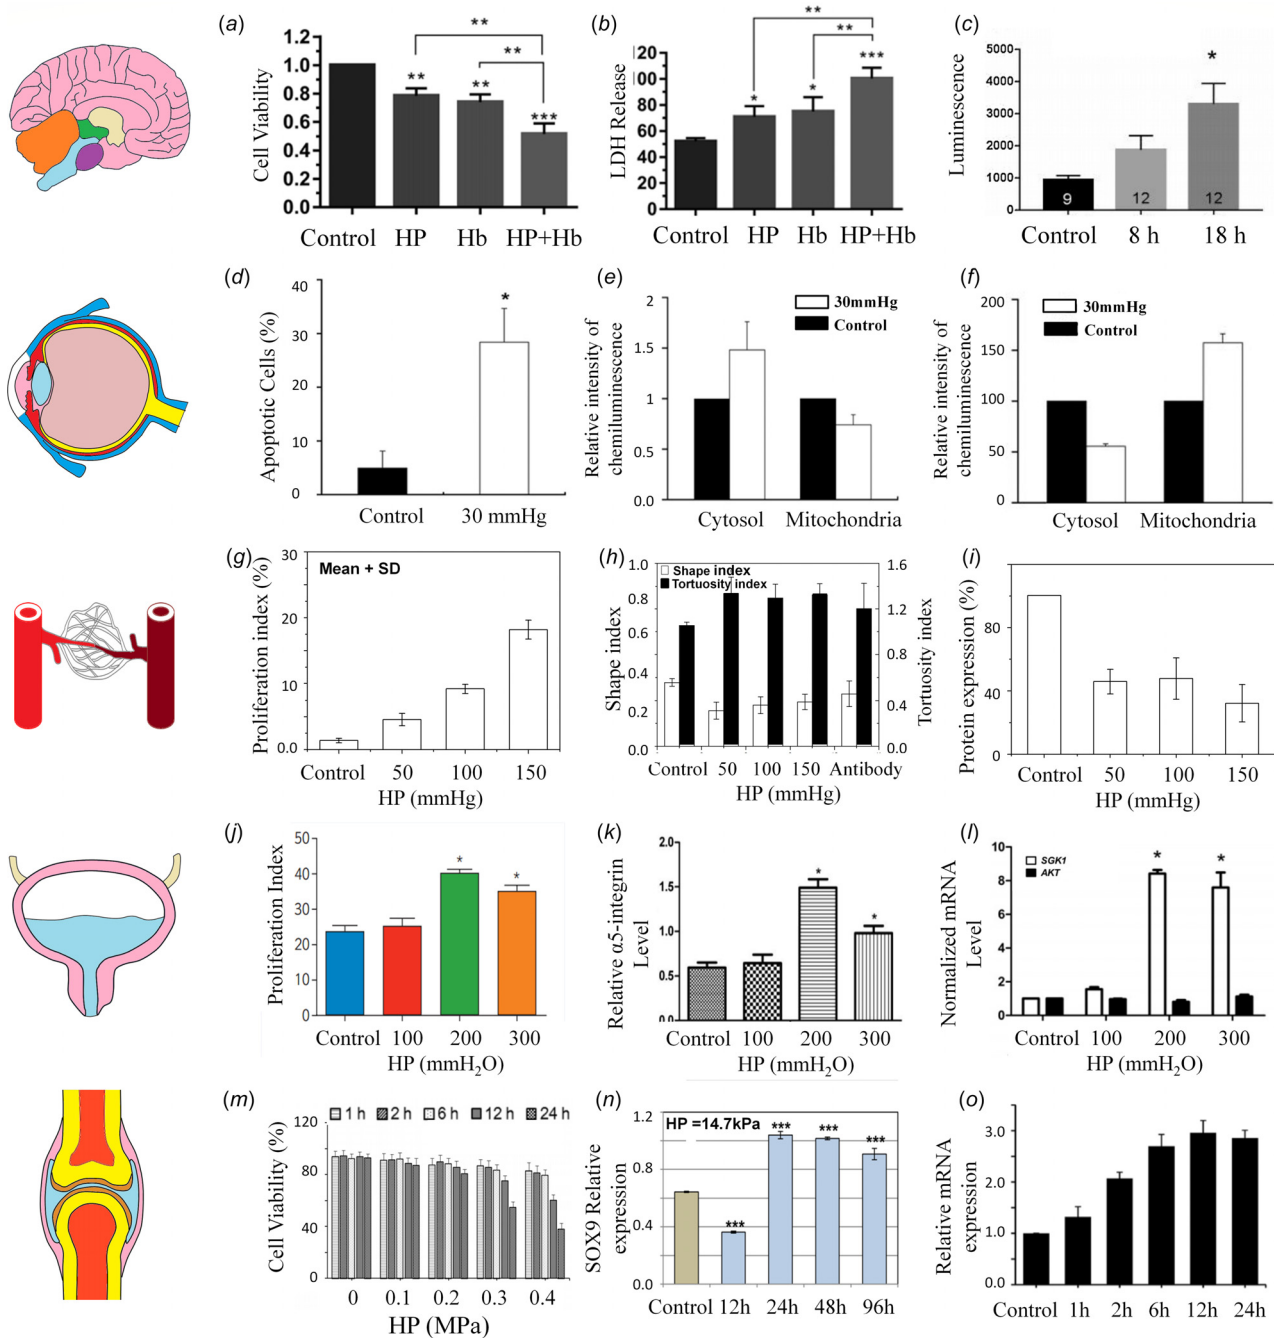 (a)
**
**
**
**
***
1.2
1.0
0.8
0.6
0.4
0.2
0.0
Cell Viability
Control HP Hb HP+Hb
(b)
**
**
*
*
***
120
100
80
60
40
20
0
LDH Release
Control HP Hb HP+Hb
(c)
*
5000
4000
3000
2000
1000
0
Luminescence
9 12 12
Control 8 h 18 h
(d)
*
40
30
20
10
0
Apoptotic Cells (%)
Control 30 mmHg
(e)
30mmHg
Control
2
1.5
1
0.5
0.0
Relative intensity of
chemiluminescence
Cytosol Mitochondria
(f)
30mmHg
Control
200
150
100
50
0
Relative intensity of
chemiluminescence
Cytosol Mitochondria
(g)
Mean + SD
30
20
10
0.0
Proliferation index (%)
Control 50 100 150
HP (mmHg)
(h)
Shape index
Tortuosity index
1.0
0.8
0.6
0.4
0.2
0.0
Shape index
1.6
1.2
0.8
0.4
0.0
Tortuosity index
Control 50 100 150 Antibody
HP (mmHg)
(i)
80
40
0
Protein expression (%)
Control 50 100 150
HP (mmHg)
(j)
*
*
50
40
30
20
10
0
Proliferation Index
Control 100 200 300
HP (mmH2O)
(k)
*
*
2.0
1.5
1.0
0.5
0.0
Relative α5-integrin
Level
Control 100 200 300
HP (mmH2O)
(l)
SGK1
AKT
*
*
10
8
6
4
2
0
Normalized mRNA
Level
Control 100 200 300
HP (mmH2O)
(m)
1 h 2 h 6 h 12 h 24 h
120
80
40
0
Cell Viability (%)
0 0.1 0.2 0.3 0.4
HP (MPa)
(n)
HP =14.7kPa
***
***
***
***
1.2
0.8
0.4
0.0
SOX9 Relative
expression
Control 12h 24h 48h 96h
(o)
3.0
2.0
1.0
0.0
Relative mRNA
expression
Control 1h 2h 6h 12h 24h